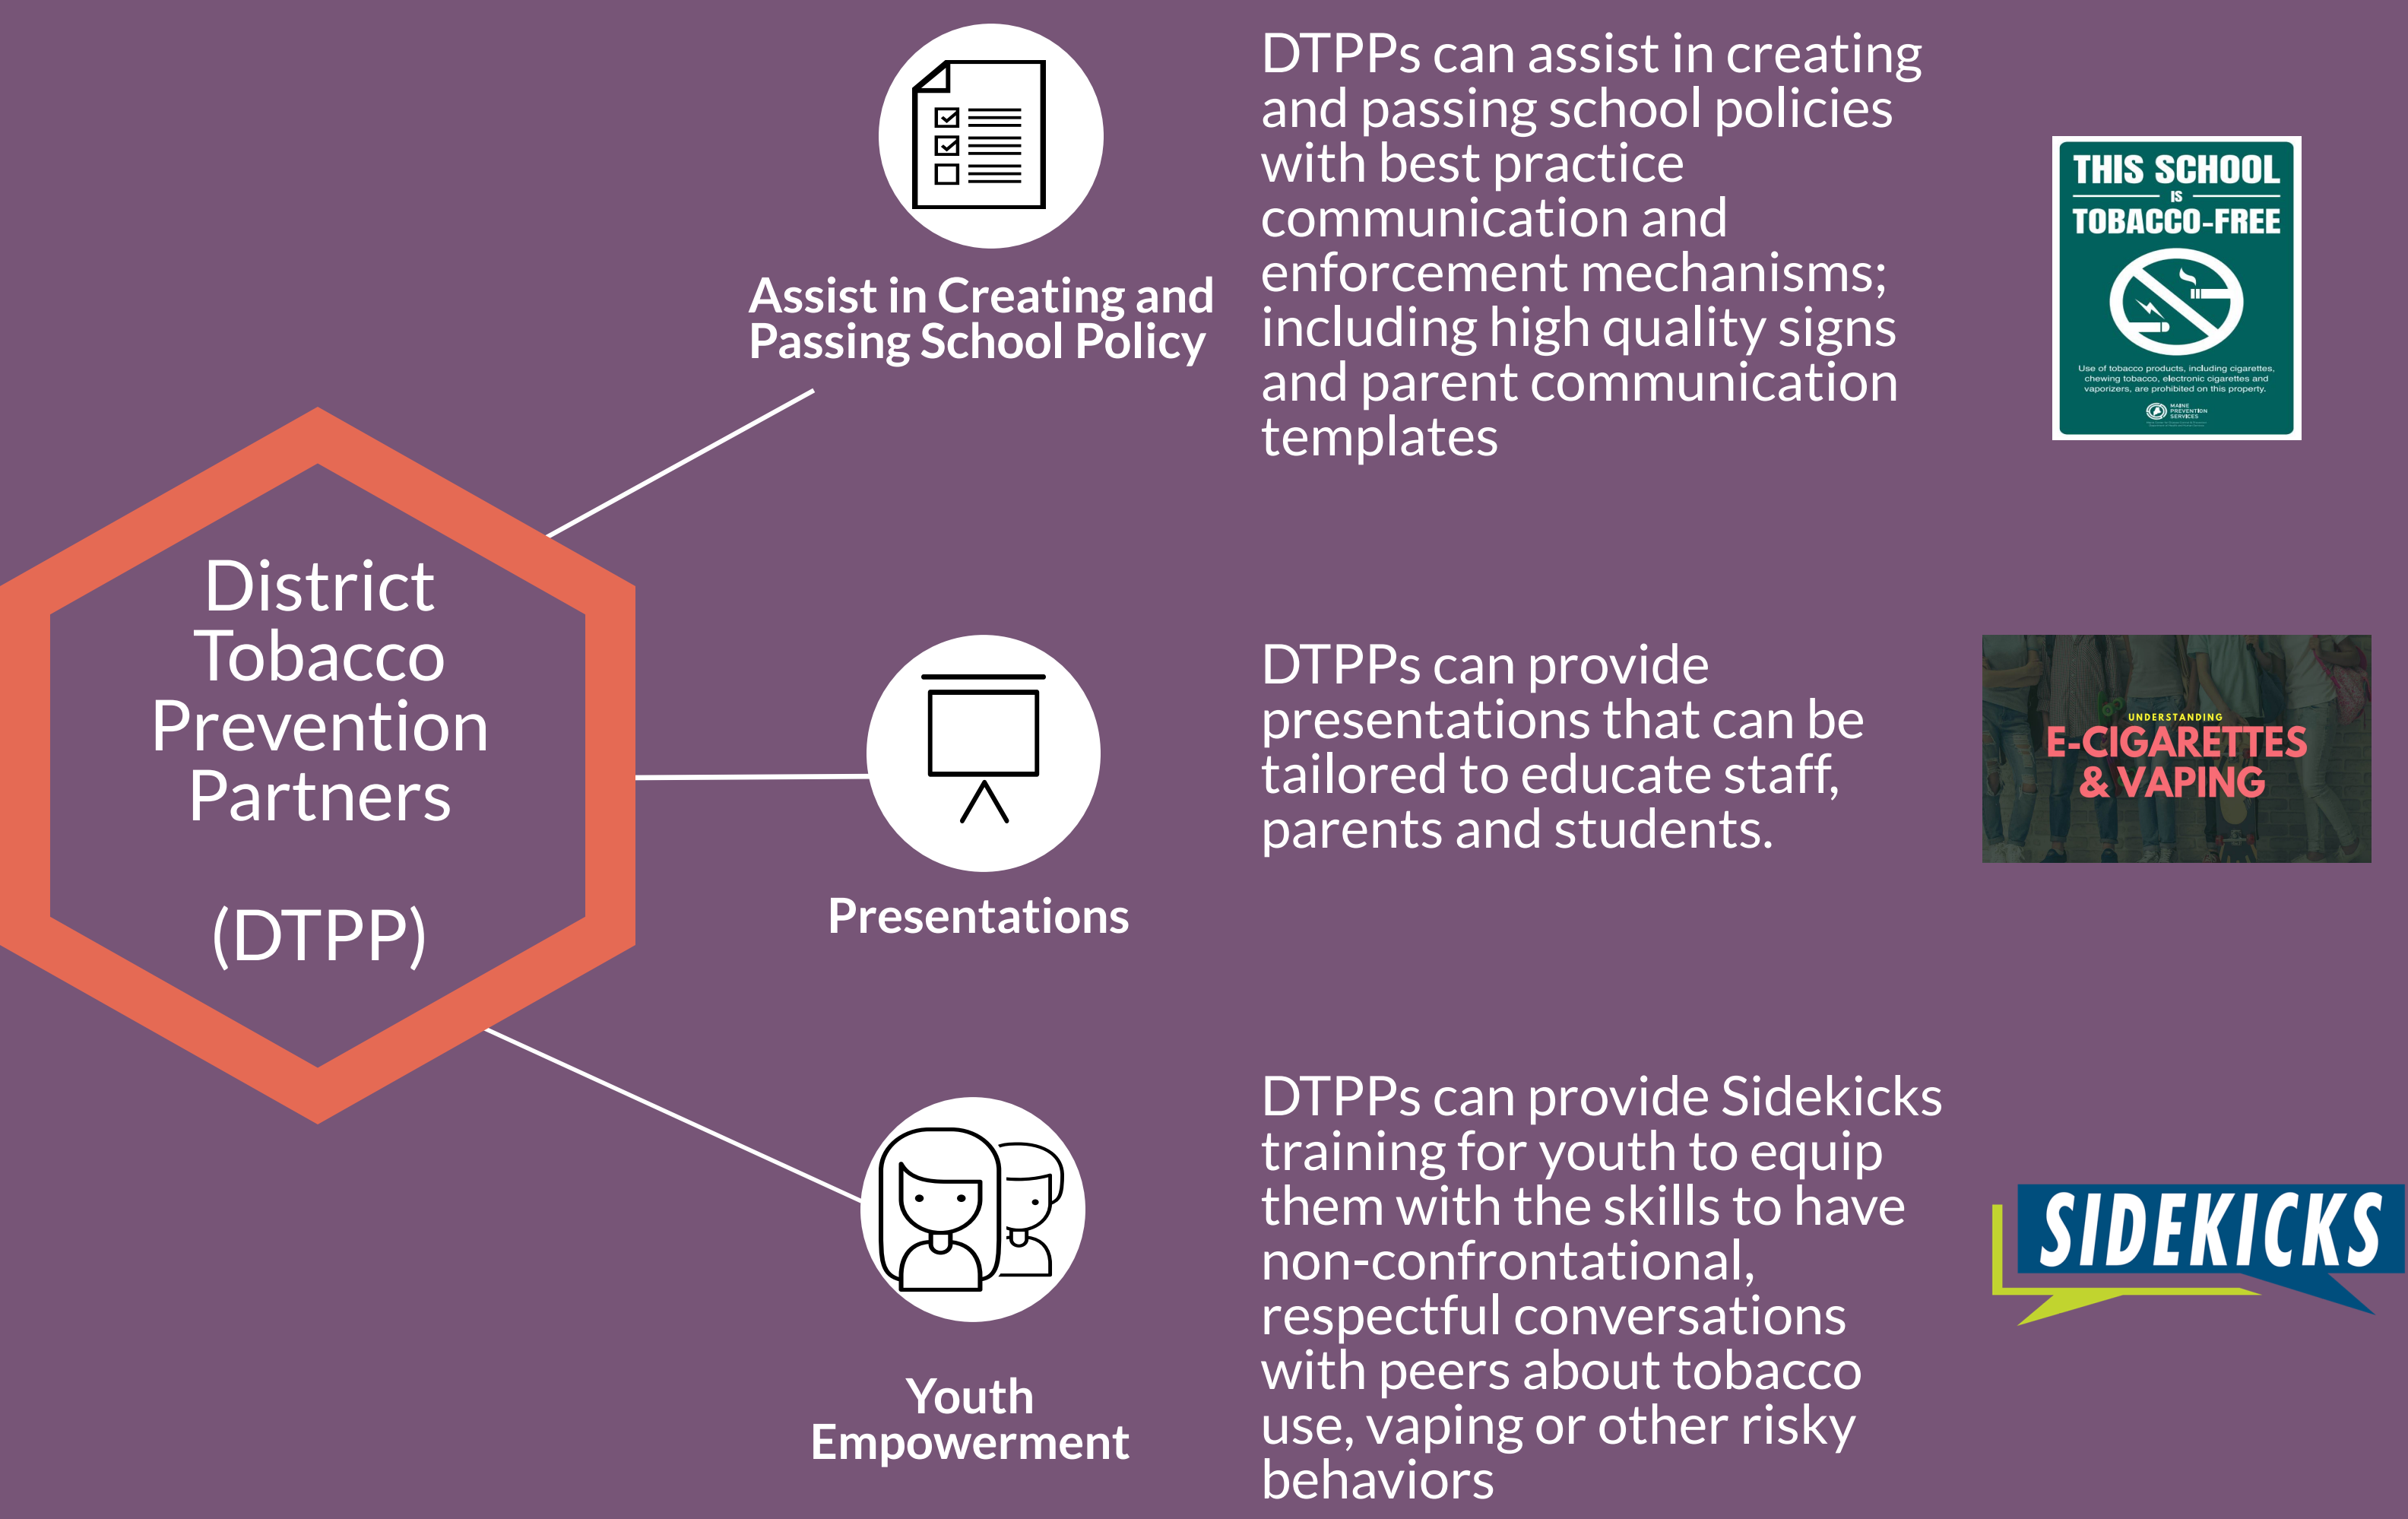 District
Tobacco
Prevention
Partners
(DTPP)
Assist in Creating and
Passing School Policy
DTPPs can assist in creating
and passing school policies
with best practice
communication and
enforcement mechanisms;
including high quality signs
and parent communication
templates
THIS SCHOOL
IS
TOBACCO-FREE
Use of tobacco products, including cigarettes,
chewing tobacco, electronic cigarettes and
vaporizers, are prohibited on this property.
MAINE
PREVENTION
SERVICES
Presentations
DTPPs can provide
presentations that can be
tailored to educate staff,
parents and students.
UNDERSTANDING
E-CIGARETTES
& VAPING
Youth
Empowerment
DTPPs can provide Sidekicks
training for youth to equip
them with the skills to have
non-confrontational,
respectful conversations
with peers about tobacco
use, vaping or other risky
behaviors
SIDEKICKS